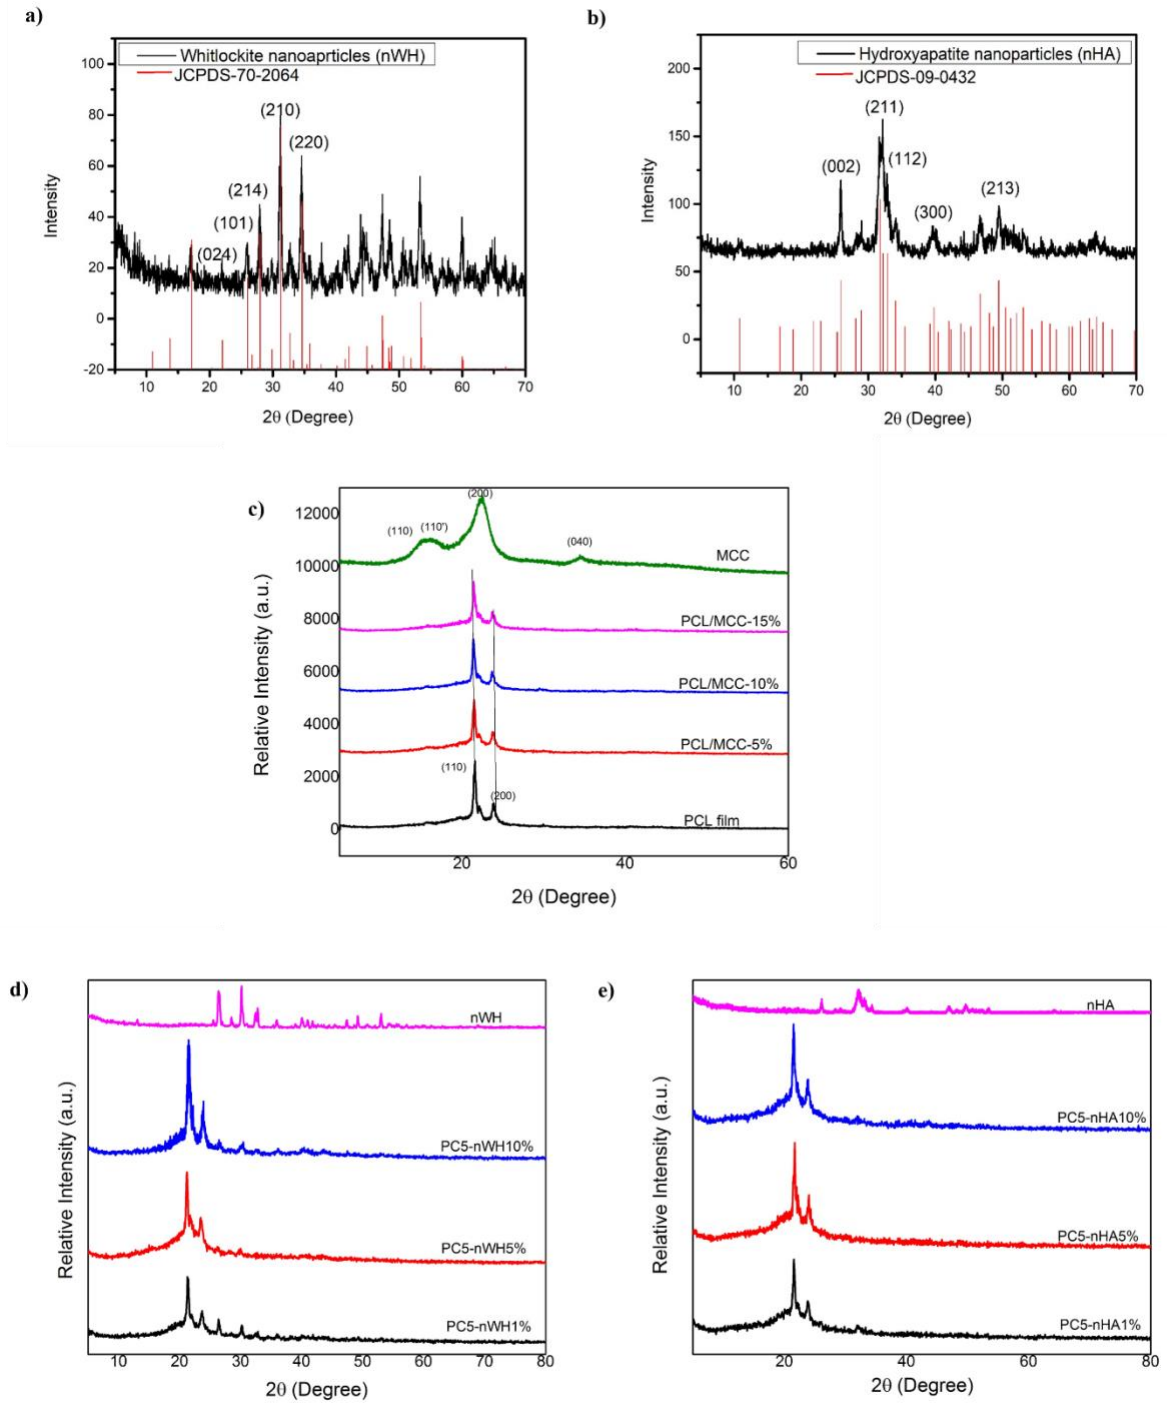 a)
Whitlockite nanoaprticles (nWH)
JCPDS-70-2064
100
80
60
40
20
0
-20
Intensity
(210)
(220)
(214)
(101)
(024)
10 20 30 40 50 60 70
2θ (Degree)
b)
Hydroxyapatite nanoparticles (nHA)
JCPDS-09-0432
200
150
100
50
0
Intensity
(211)
(002)
(112)
(300)
(213)
10 20 30 40 50 60 70
2θ (Degree)
c)
12000
10000
8000
6000
4000
2000
0
Relative Intensity (a.u.)
(200)
(110) (110')
(040)
MCC
PCL/MCC-15%
PCL/MCC-10%
PCL/MCC-5%
(110)
(200)
PCL film
20 40 60
2θ (Degree)
d)
Relative Intensity (a.u.)
nWH
PC5-nWH10%
PC5-nWH5%
PC5-nWH1%
10 20 30 40 50 60 70 80
2θ (Degree)
e)
Relative Intensity (a.u.)
nHA
PC5-nHA10%
PC5-nHA5%
PC5-nHA1%
20 40 60 80
2θ (Degree)